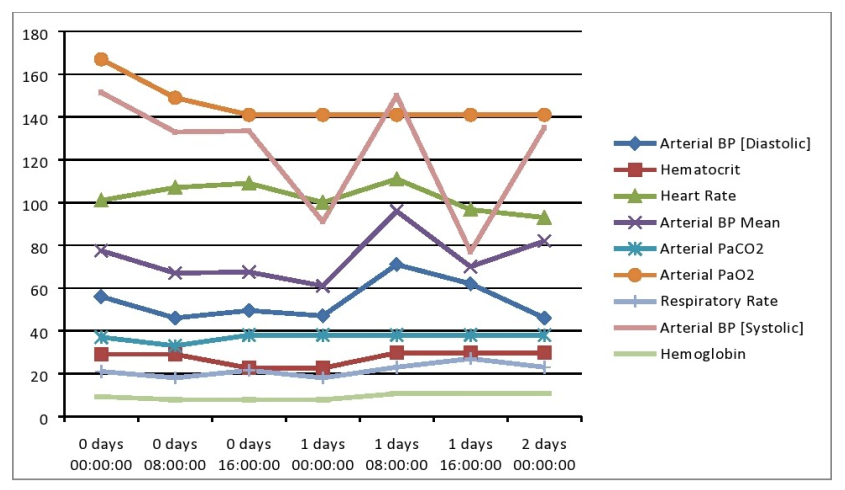 180
160
140
120
100
80
60
40
20
0
0 days 0 days 0 days 1 days 1 days 1 days 2 days
00:00:00 08:00:00 16:00:00 00:00:00 08:00:00 16:00:00 00:00:00
Arterial BP [Diastolic]
Hematocrit
Heart Rate
Arterial BP Mean
Arterial PaCO2
Arterial PaO2
Respiratory Rate
Arterial BP [Systolic]
Hemoglobin